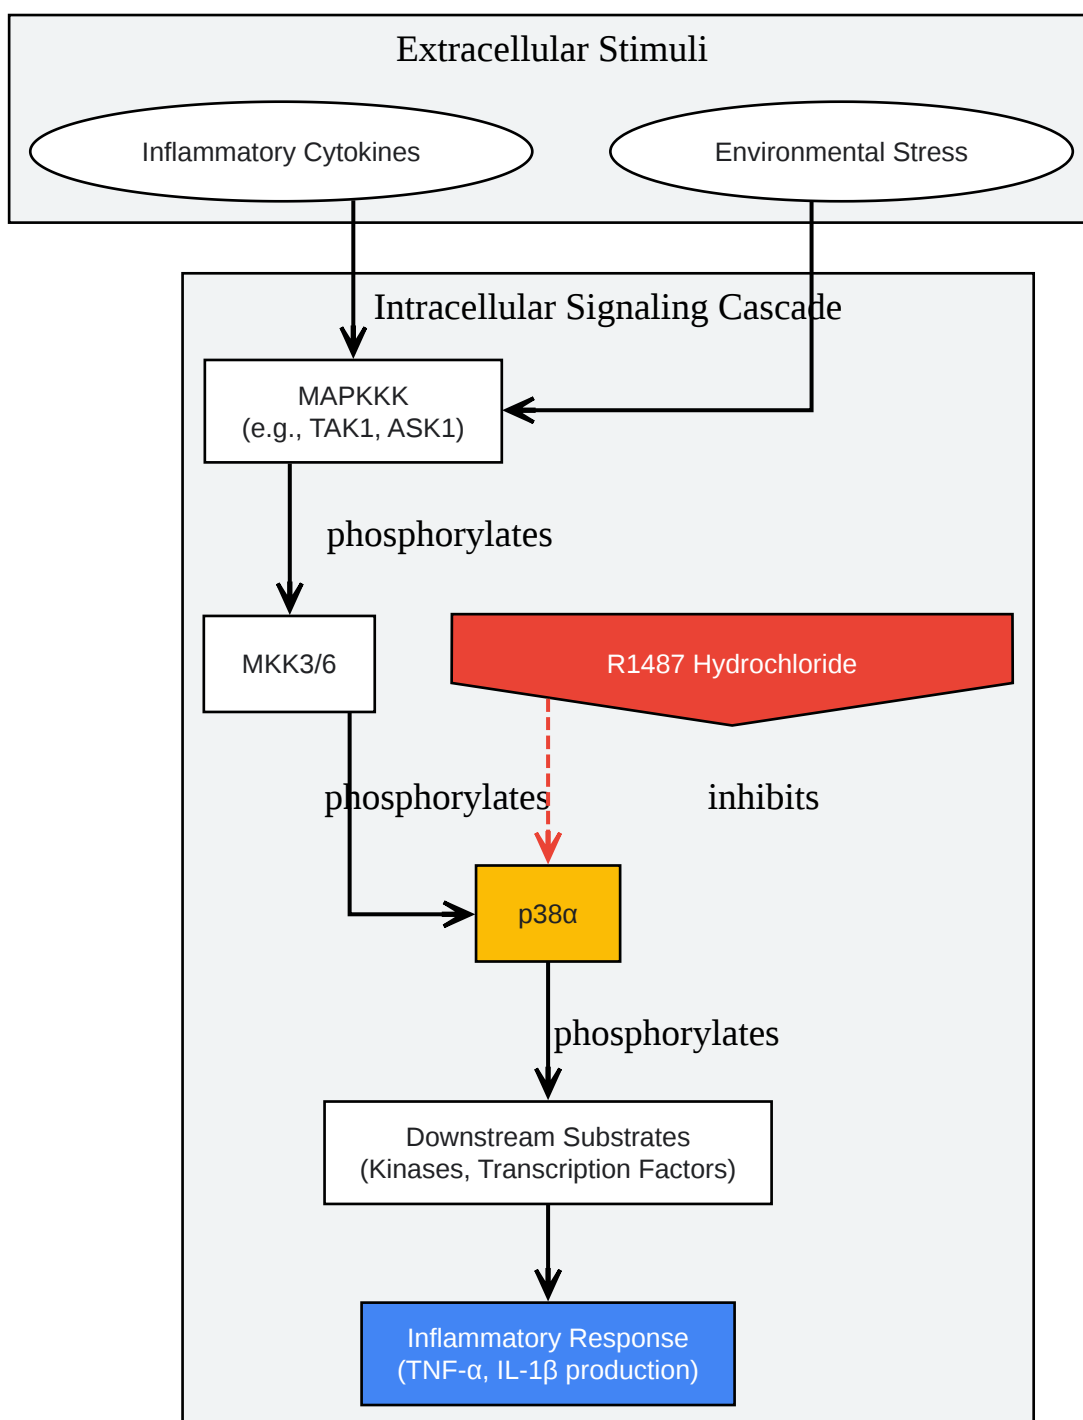 Extracellular Stimuli
Inflammatory Cytokines
Environmental Stress
Intracellular Signaling Cascade
MAPKKK
(e.g., TAK1, ASK1)
phosphorylates
MKK3/6
R1487 Hydrochloride
phosphorylates
inhibits
p38α
phosphorylates
Downstream Substrates
(Kinases, Transcription Factors)
Inflammatory Response
(TNF-α, IL-1β production)